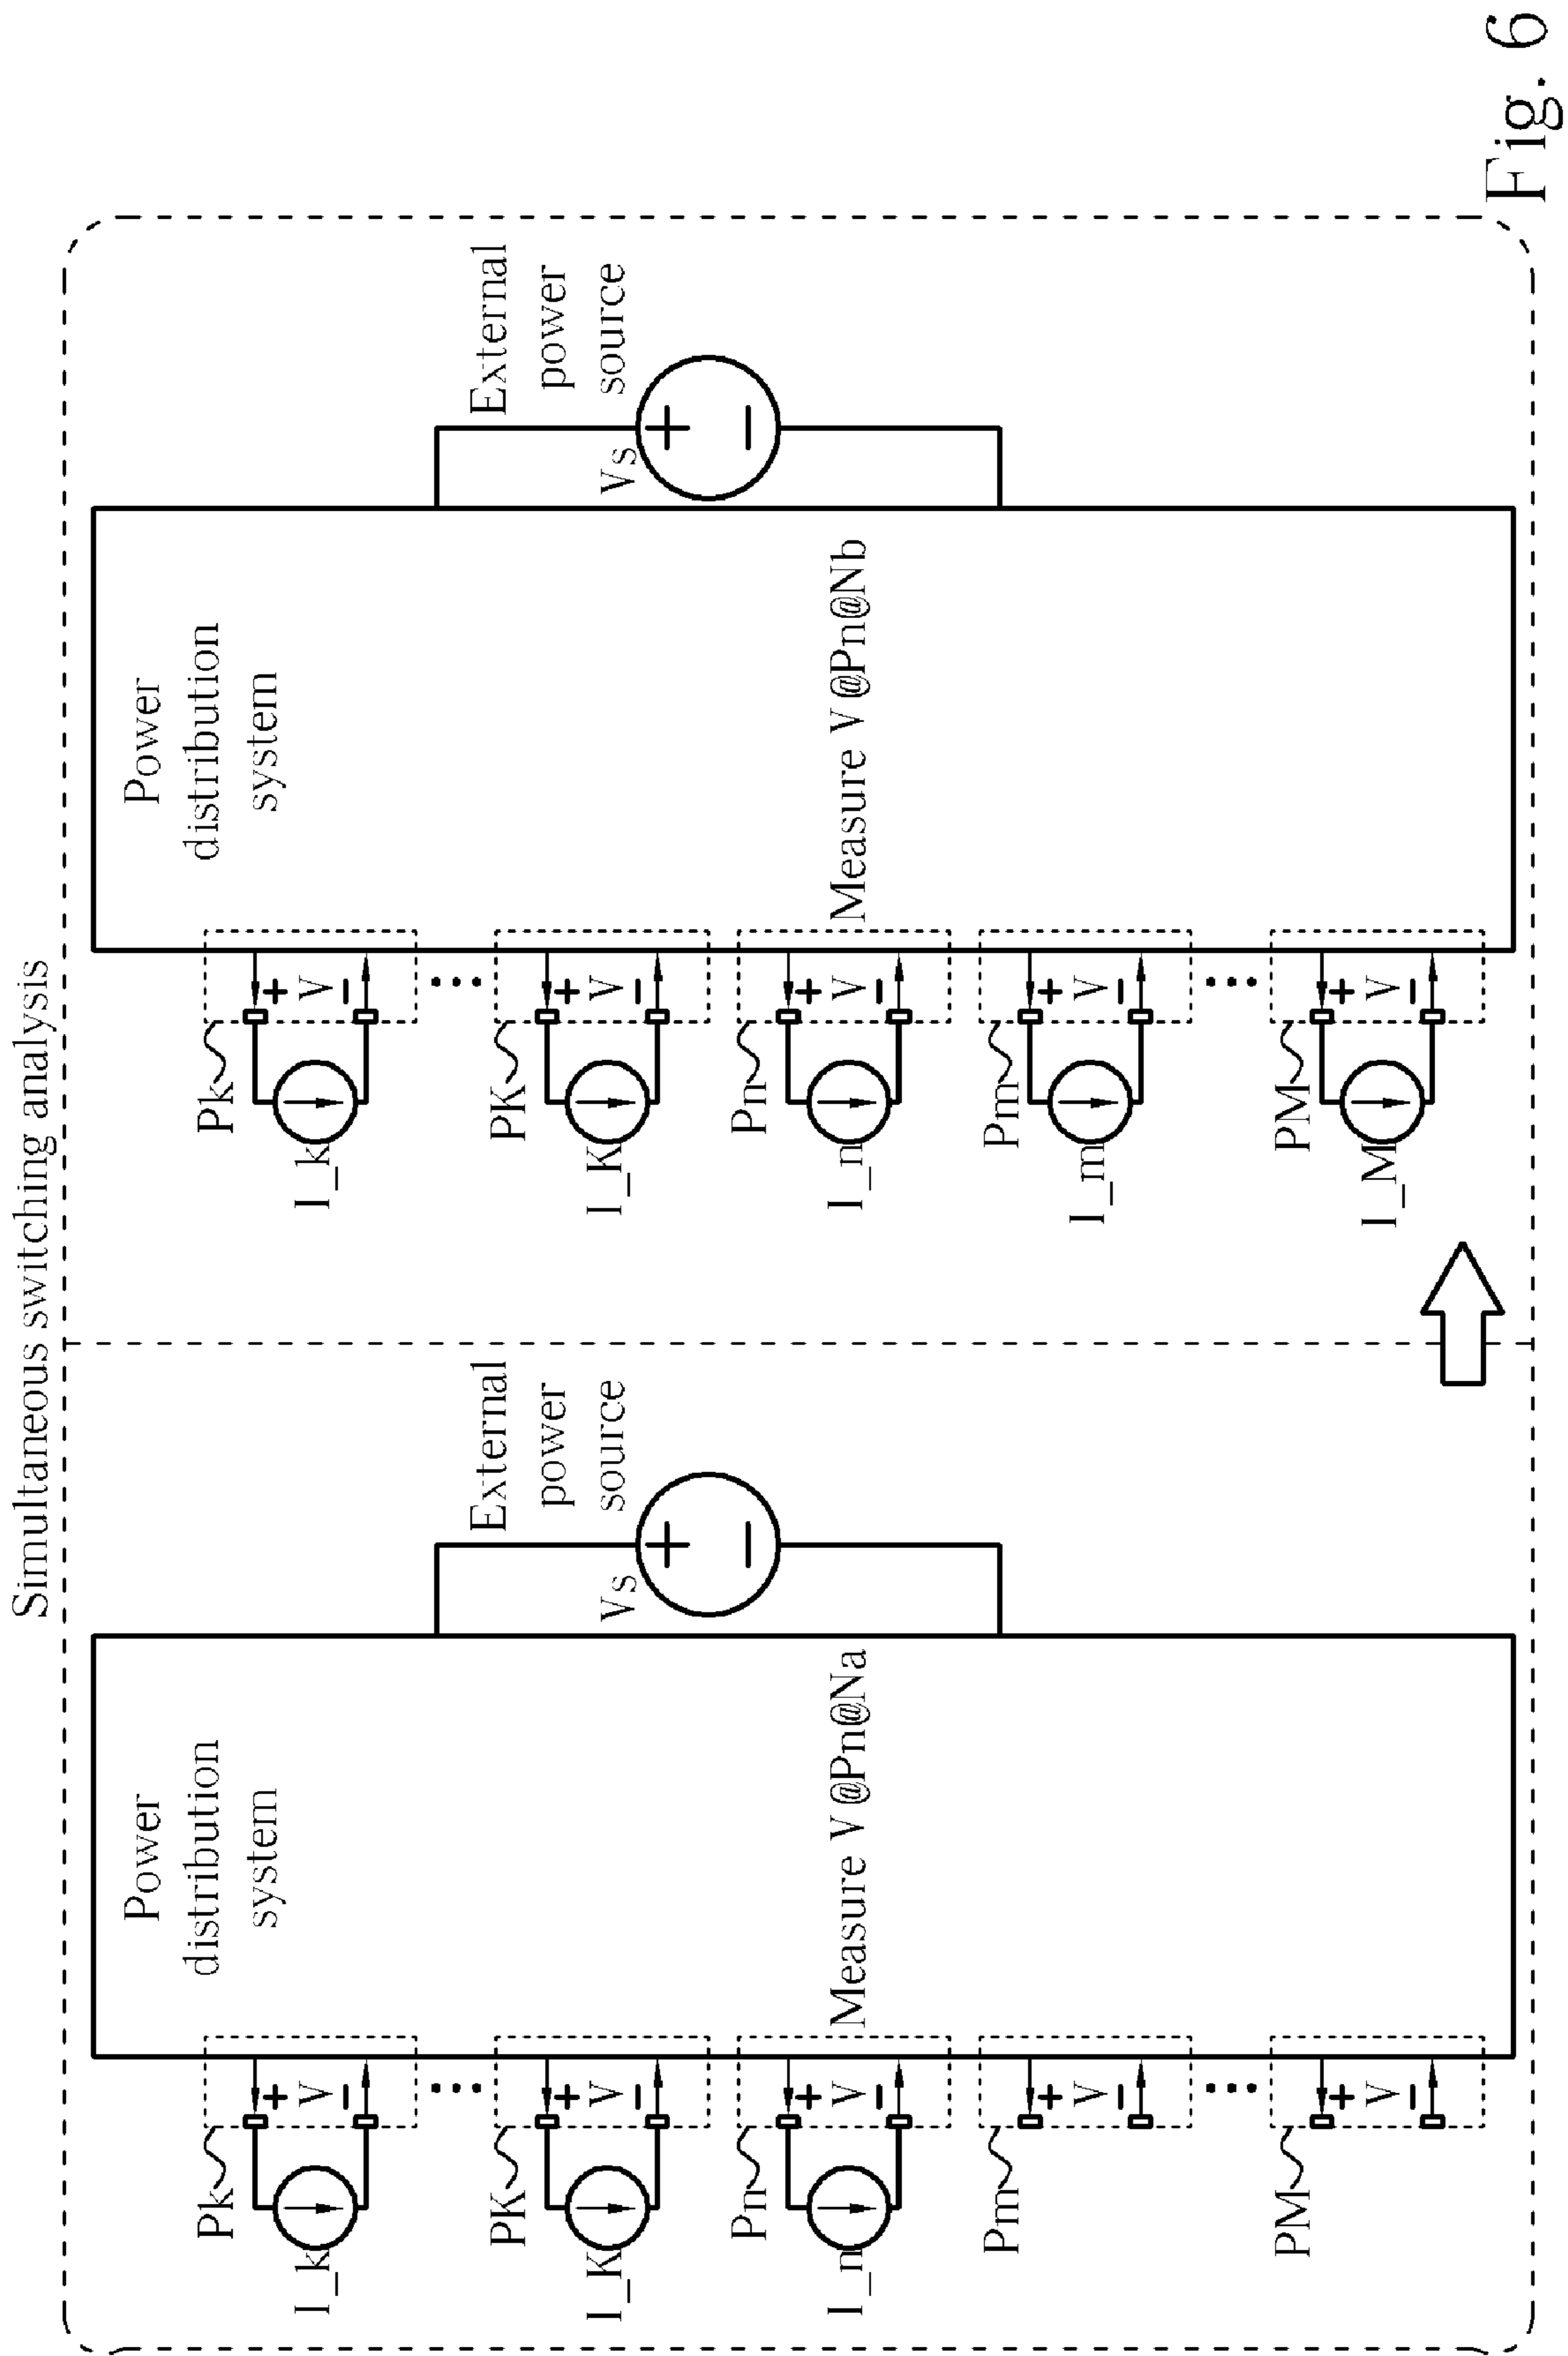 Simultaneous switching analysis
Power
distribution
system
External
power
source
Vs
Measure V@Pn@Na
Pk
I_k
+
V
−
PK
I_K
+
V
−
Pn
I_n
+
V
−
Pm
+
V
−
PM
+
V
−
Power
distribution
system
External
power
source
Vs
Measure V@Pn@Nb
Pk
I_k
+
V
−
PK
I_K
+
V
−
Pn
I_n
+
V
−
Pm
I_m
+
V
−
PM
I_M
+
V
−
Fig. 6